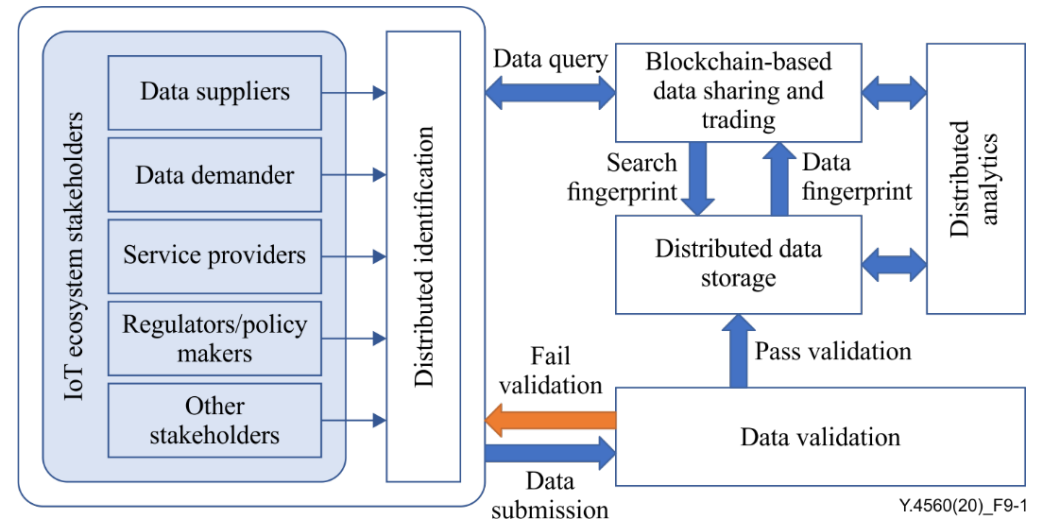 IoT ecosystem stakeholders
Data suppliers
Data demander
Service providers
Regulators/policy
makers
Other
stakeholders
Distributed identification
Data query
Blockchain-based
data sharing and
trading
Search
fingerprint
Data
fingerprint
Distributed data
storage
Distributed
analytics
Pass validation
Fail
validation
Data validation
Data
submission
Y.4560(20)_F9-1